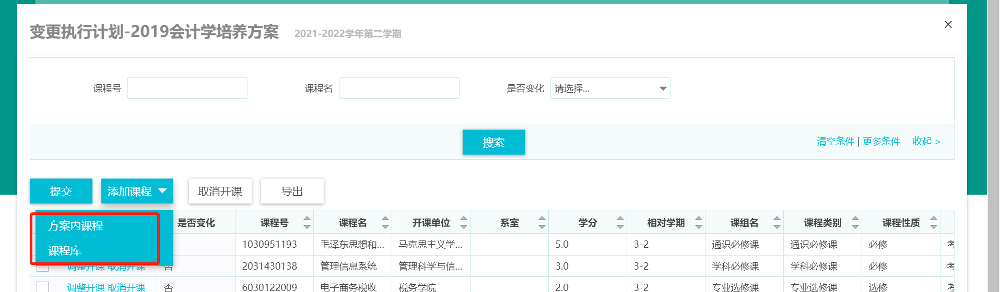 变更执行计划-2019会计学培养方案 2021-2022学年第二学期
课程号 课程名 是否变化 请选择...
搜索 清空条件 | 更多条件 收起 >
提交 添加课程 取消开课 导出
方案内课程
课程库
是否变化 课程号 课程名 开课单位 系室 学分 相对学期 课组名 课程类别 课程性质
1030951193 毛泽东思想和... 马克思主义学... 5.0 3-2 通识必修课 通识必修课 必修 考
调整开课 取消开课 否 2031430138 管理信息系统 管理科学与信... 3.0 3-2 学科必修课 学科必修课 必修 考
调整开课 取消开课 否 6030122009 电子商务税收 税务学院 2.0 3-2 专业选修课 专业选修课 选修 考